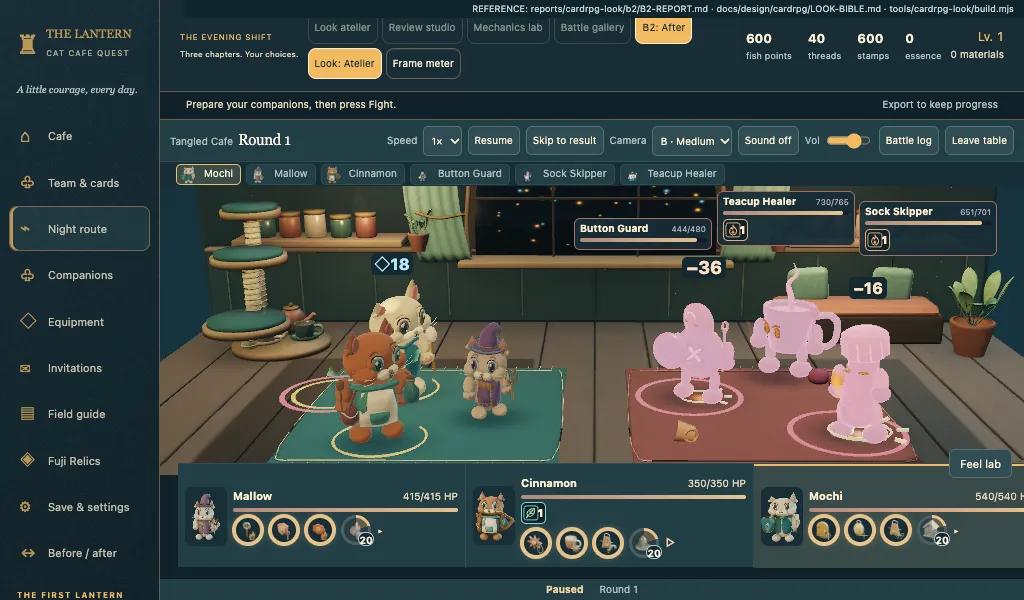 REFERENCE: reports/cardrpg-look/b2/B2-REPORT.md · docs/design/cardrpg/LOOK-BIBLE.md · tools/cardrpg-look/build.mjs
THE LANTERN
CAT CAFE QUEST
A little courage, every day.
Cafe
Team & cards
Night route
Companions
Equipment
Invitations
Field guide
Fuji Relics
Save & settings
Before / after
THE FIRST LANTERN
THE EVENING SHIFT
Three chapters. Your choices.
Look atelier
Review studio
Mechanics lab
Battle gallery
B2: After
Look: Atelier
Frame meter
600
fish points
40
threads
600
stamps
0
essence
Lv. 1
0 materials
Prepare your companions, then press Fight.
Export to keep progress
Tangled Cafe Round 1
Speed
1x
Resume
Skip to result
Camera
B · Medium
Sound off
Vol
Battle log
Leave table
Mochi
Mallow
Cinnamon
Button Guard
Sock Skipper
Teacup Healer
Button Guard 444/480
Teacup Healer 730/765
1
Sock Skipper 651/701
1
18
−36
−16
Feel lab
Mallow 415/415 HP
20
Cinnamon 350/350 HP
1
20
Mochi 540/540 H
20
Paused Round 1